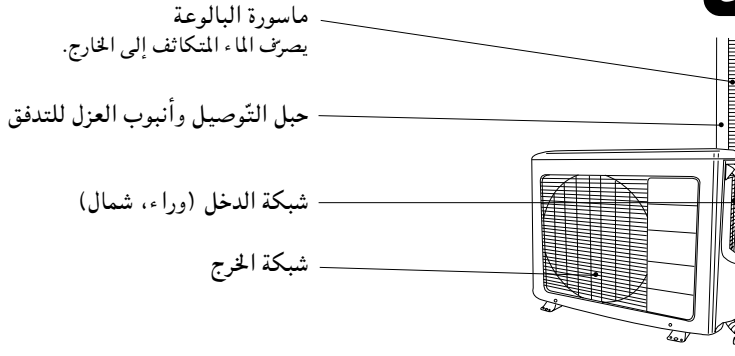 ماسورة البالوعة
يصرّف الماء المتكاثف إلى الخارج.
حبل التّوصيل وأنبوب العزل للتدفق
شبكة الدخل (وراء، شمال)
شبكة الخرج